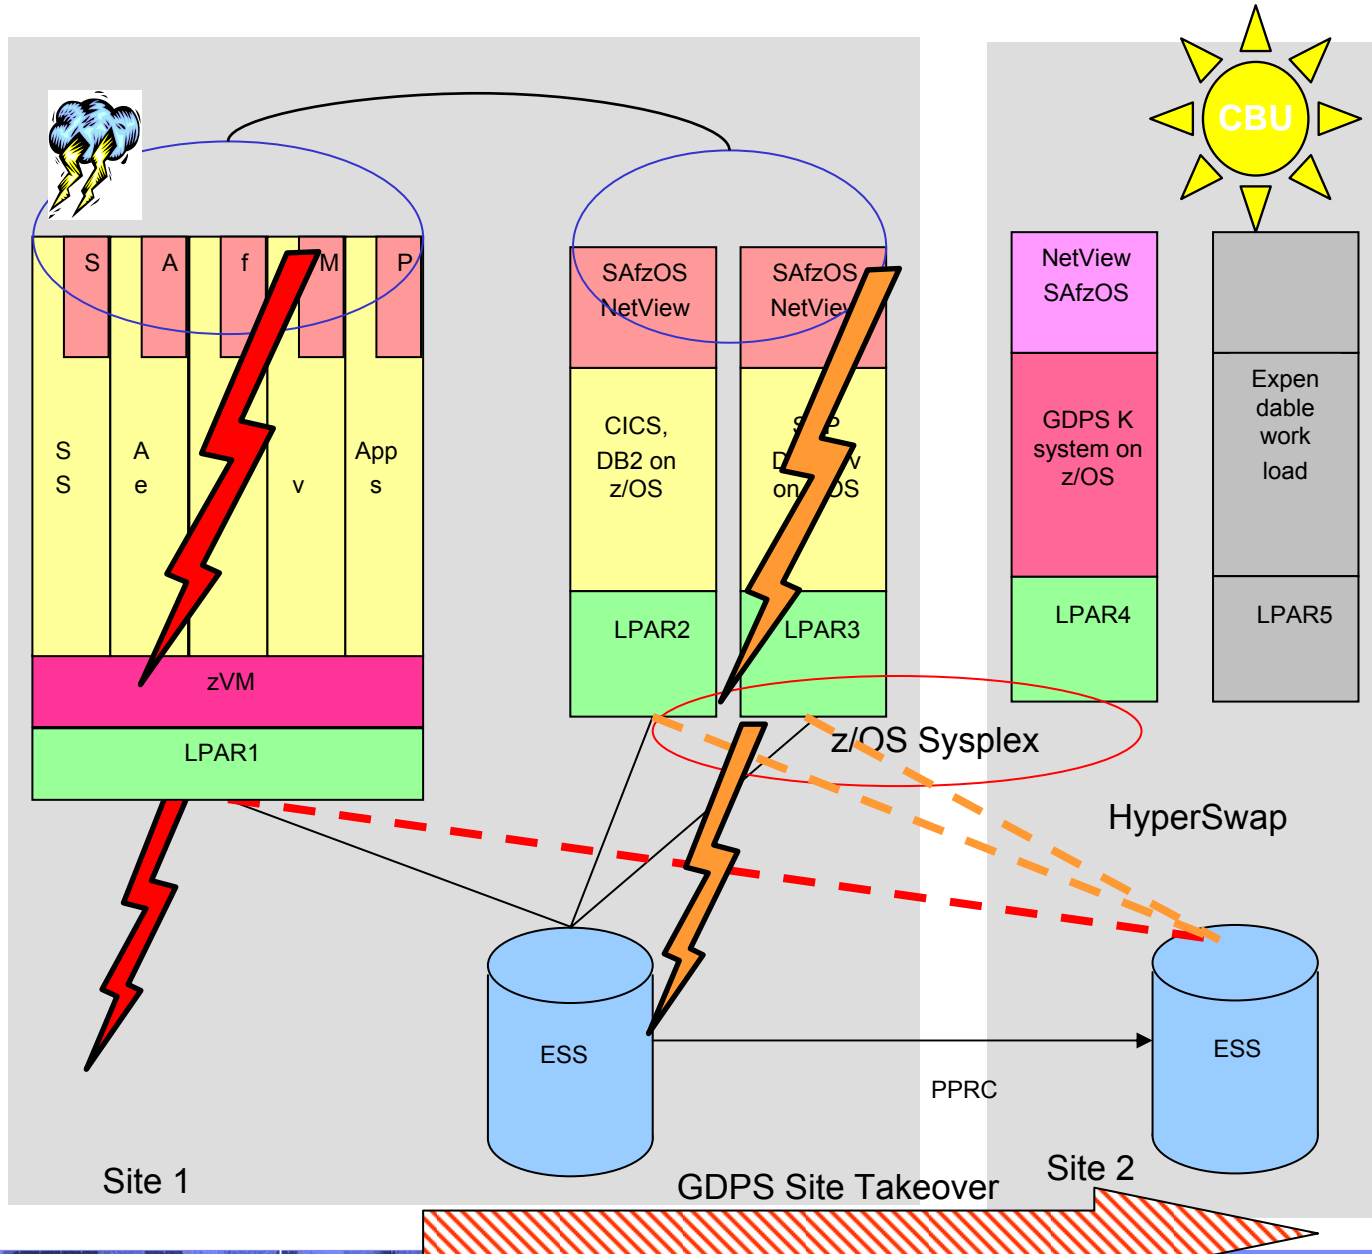 CBU
S A f M P
SAfzOS
NetView
SAfzOS
NetView
NetView
SAfzOS
S
S
A
e
v
App
s
CICS,
DB2 on
z/OS
on
GDPS K
system on
z/OS
Expen
dable
work
load
LPAR2
LPAR3
LPAR4
LPAR5
zVM
LPAR1
z/OS Sysplex
HyperSwap
ESS
ESS
PPRC
Site 1
GDPS Site Takeover
Site 2